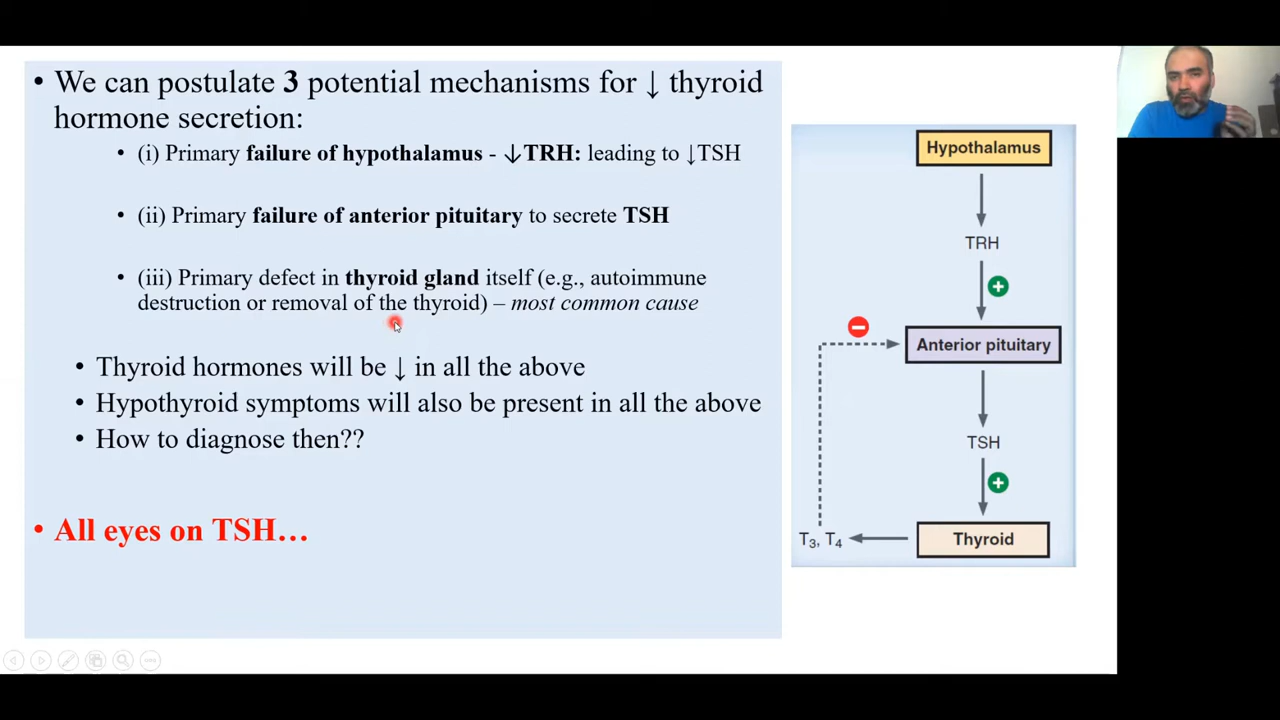 • We can postulate 3 potential mechanisms for ↓ thyroid
hormone secretion:
• (i) Primary failure of hypothalamus - ↓TRH: leading to ↓TSH
• (ii) Primary failure of anterior pituitary to secrete TSH
• (iii) Primary defect in thyroid gland itself (e.g., autoimmune
destruction or removal of the thyroid) – most common cause
• Thyroid hormones will be ↓ in all the above
• Hypothyroid symptoms will also be present in all the above
• How to diagnose then??
• All eyes on TSH…
Hypothalamus
TRH
+
−
Anterior pituitary
TSH
+
T₃, T₄
Thyroid